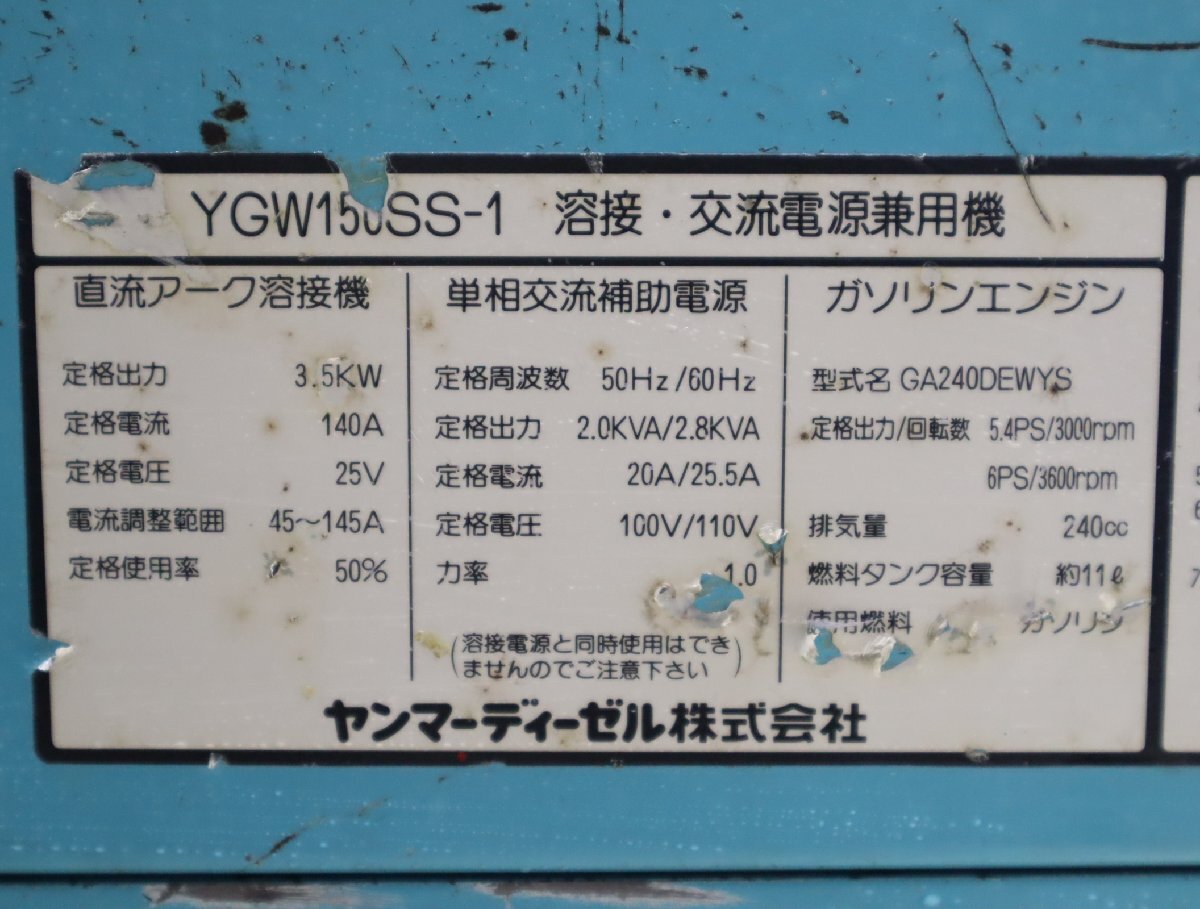 YGW150SS-1 溶接・交流電源兼用機
直流アーク溶接機
定格出力 3.5KW
定格電流 140A
定格電圧 25V
電流調整範囲 45～145A
定格使用率 50%
単相交流補助電源
定格周波数 50Hz/60Hz
定格出力 2.0KVA/2.8KVA
定格電流 20A/25.5A
定格電圧 100V/110V
力率 1.0
(溶接電源と同時使用はでき
ませんのでご注意下さい)
ガソリンエンジン
型式名 GA240DEWYS
定格出力/回転数 5.4PS/3000rpm
6PS/3600rpm
排気量 240cc
燃料タンク容量 約11ℓ
使用燃料 ガソリン
ヤンマーディーゼル株式会社